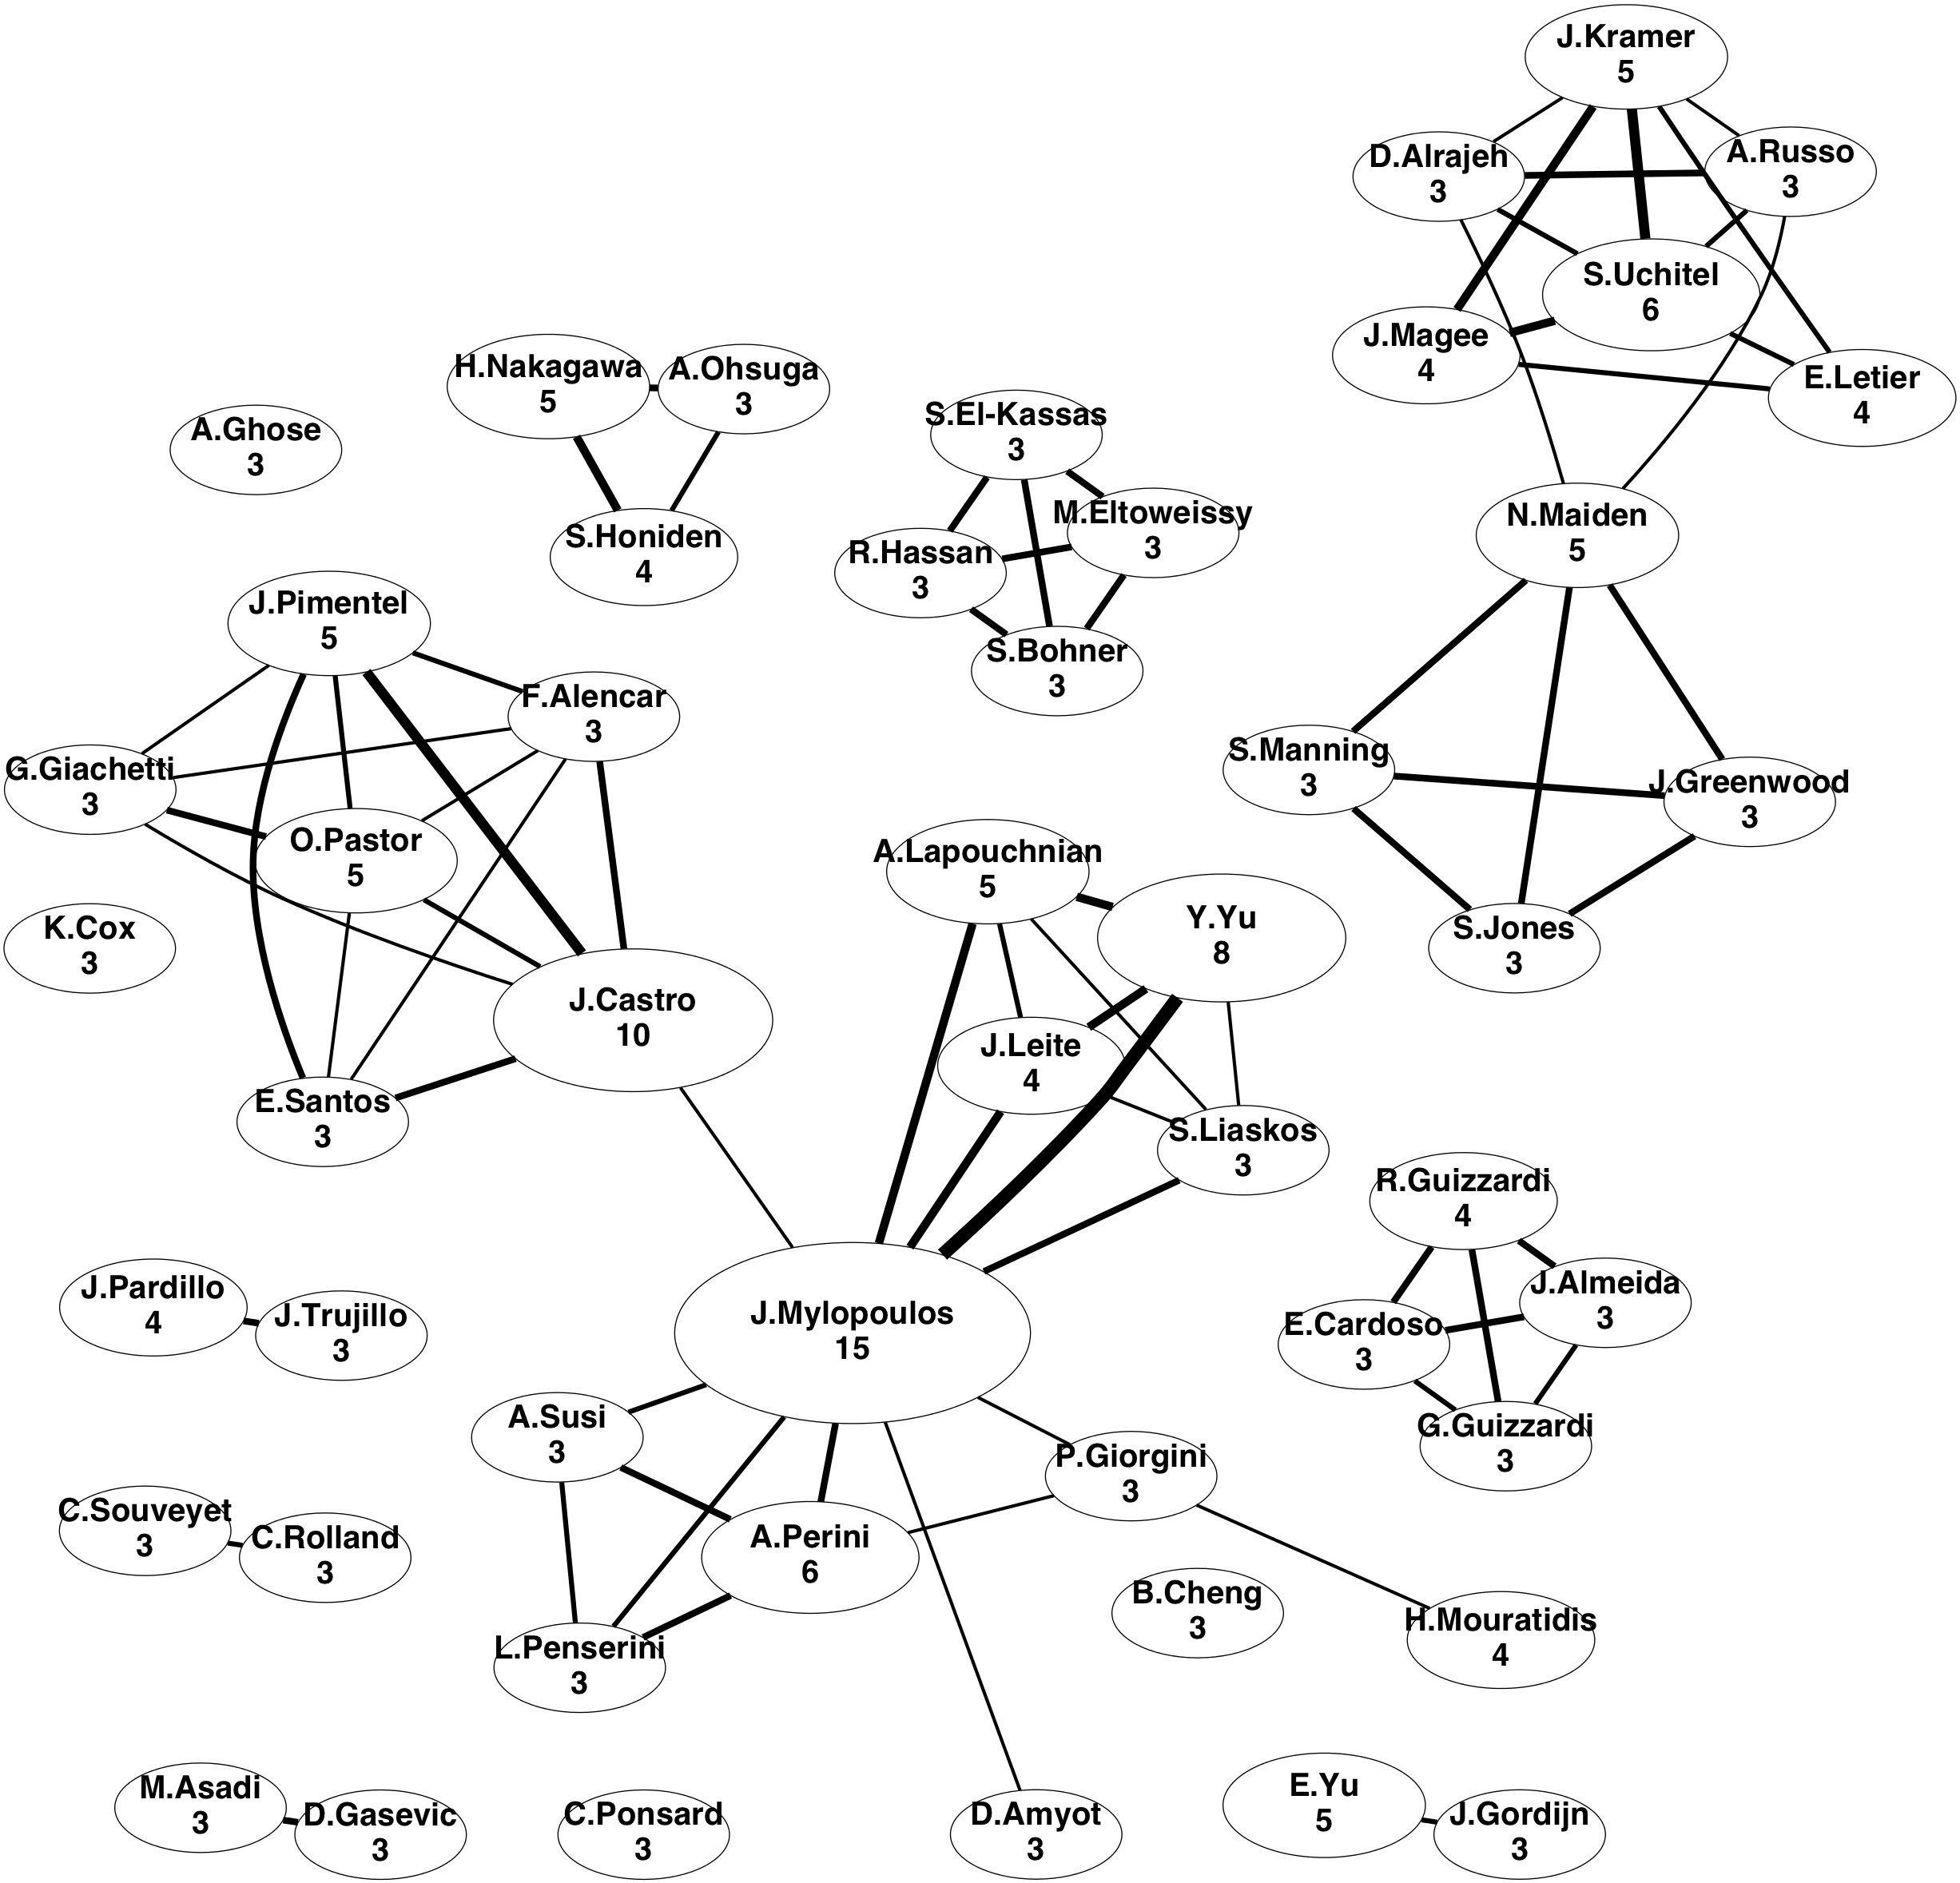 J.Kramer
5
D.Alrajeh
3
A.Russo
3
S.Uchitel
6
J.Magee
4
E.Letier
4
H.Nakagawa
5
A.Ohsuga
3
S.Honiden
4
A.Ghose
3
S.El-Kassas
3
M.Eltoweissy
3
R.Hassan
3
S.Bohner
3
N.Maiden
5
S.Manning
3
J.Greenwood
3
S.Jones
3
J.Pimentel
5
F.Alencar
3
G.Giachetti
3
O.Pastor
5
K.Cox
3
J.Castro
10
E.Santos
3
A.Lapouchnian
5
Y.Yu
8
J.Leite
4
S.Liaskos
3
R.Guizzardi
4
J.Almeida
3
E.Cardoso
3
G.Guizzardi
3
J.Pardillo
4
J.Trujillo
3
J.Mylopoulos
15
A.Susi
3
P.Giorgini
3
A.Perini
6
L.Penserini
3
C.Souveyet
3
C.Rolland
3
B.Cheng
3
H.Mouratidis
4
M.Asadi
3
D.Gasevic
3
C.Ponsard
3
D.Amyot
3
E.Yu
5
J.Gordijn
3